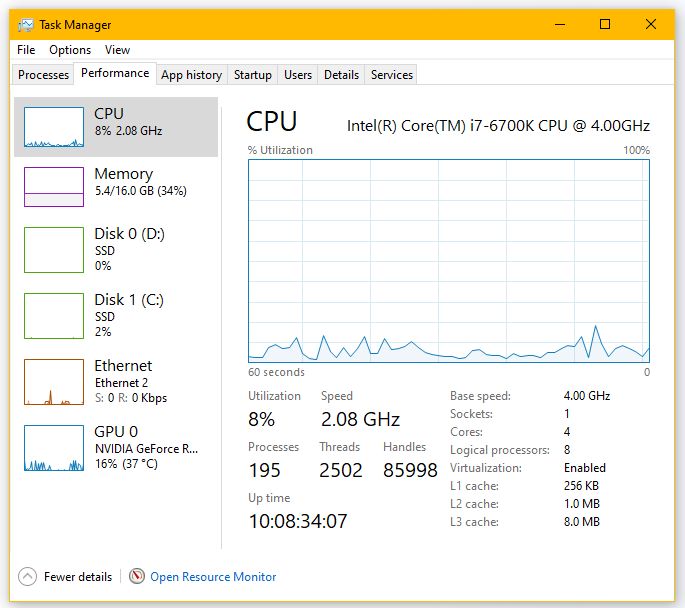 Task Manager
File Options View
Processes Performance App history Startup Users Details Services
CPU
8% 2.08 GHz
Memory
5.4/16.0 GB (34%)
Disk 0 (D:)
SSD
0%
Disk 1 (C:)
SSD
2%
Ethernet
Ethernet 2
S: 0 R: 0 Kbps
GPU 0
NVIDIA GeForce R...
16% (37 °C)
CPU Intel(R) Core(TM) i7-6700K CPU @ 4.00GHz
% Utilization 100%
60 seconds 0
Utilization Speed
8% 2.08 GHz
Processes Threads Handles
195 2502 85998
Up time
10:08:34:07
Base speed: 4.00 GHz
Sockets: 1
Cores: 4
Logical processors: 8
Virtualization: Enabled
L1 cache: 256 KB
L2 cache: 1.0 MB
L3 cache: 8.0 MB
Fewer details Open Resource Monitor